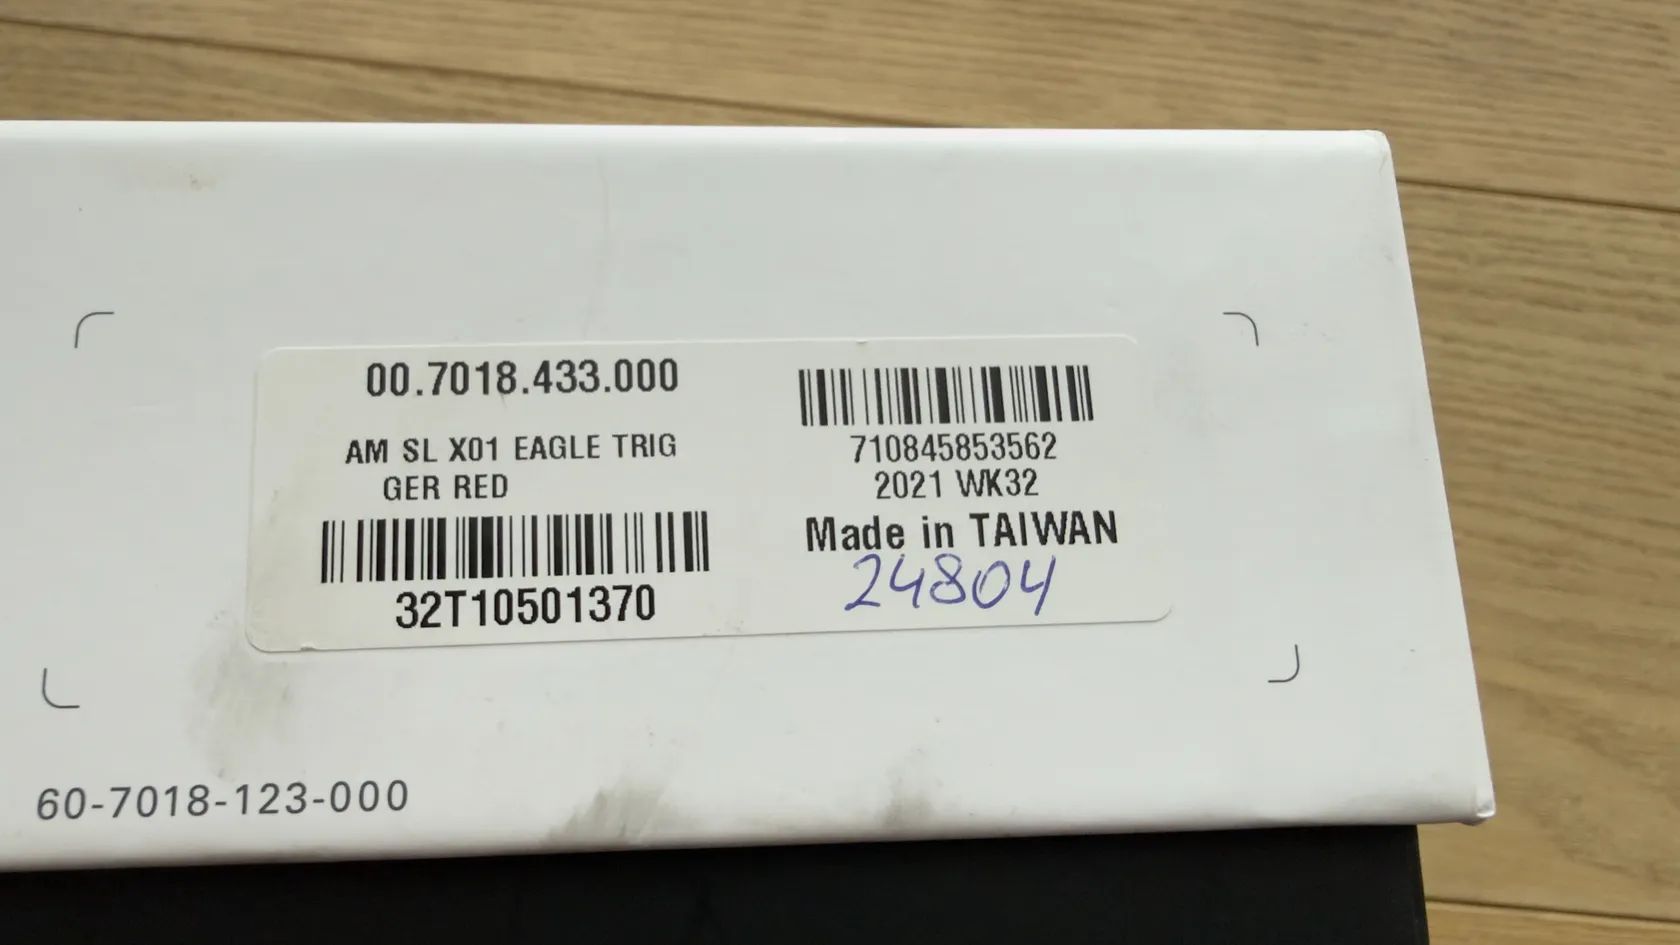 00.7018.433.000
AM SL X01 EAGLE TRIG
GER RED
32T10501370
710845853562
2021 WK32
Made in TAIWAN
24804
60-7018-123-000